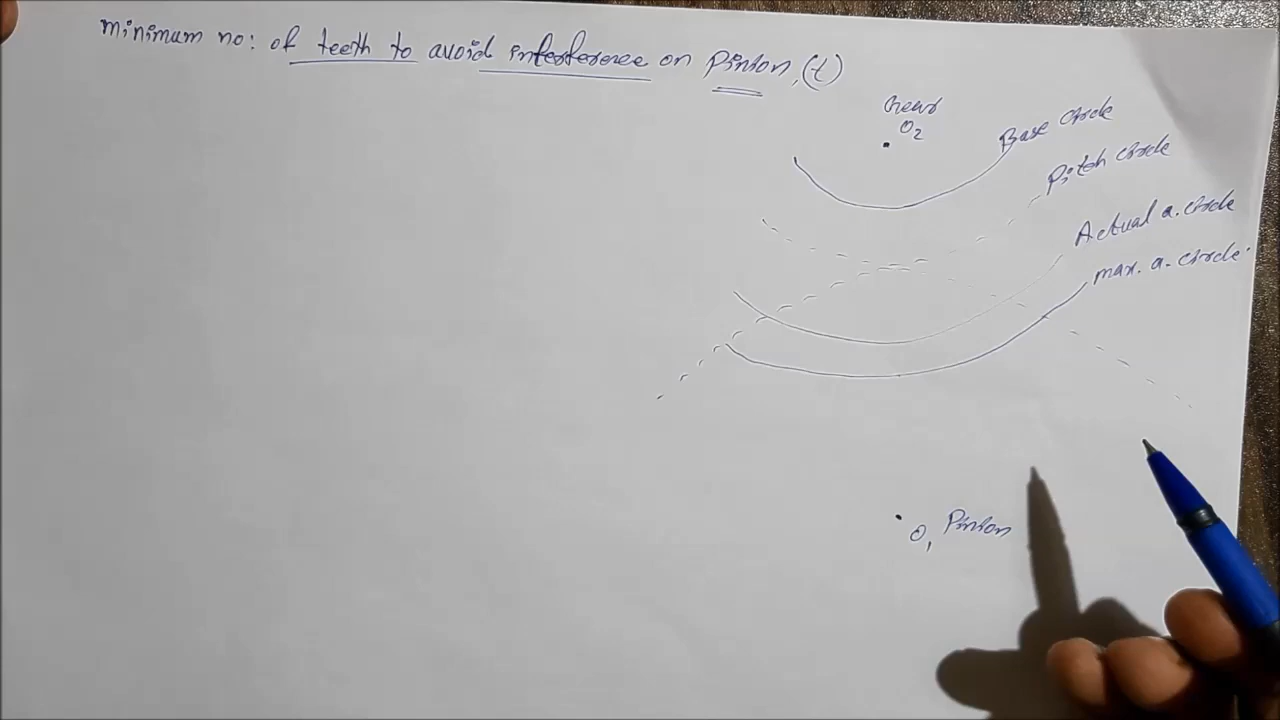 minimum no: of teeth to avoid interference on Pinion, (t)
Gear
O2
Base circle
Pitch circle
Actual a. circle
max. a. circle.
O1 Pinion